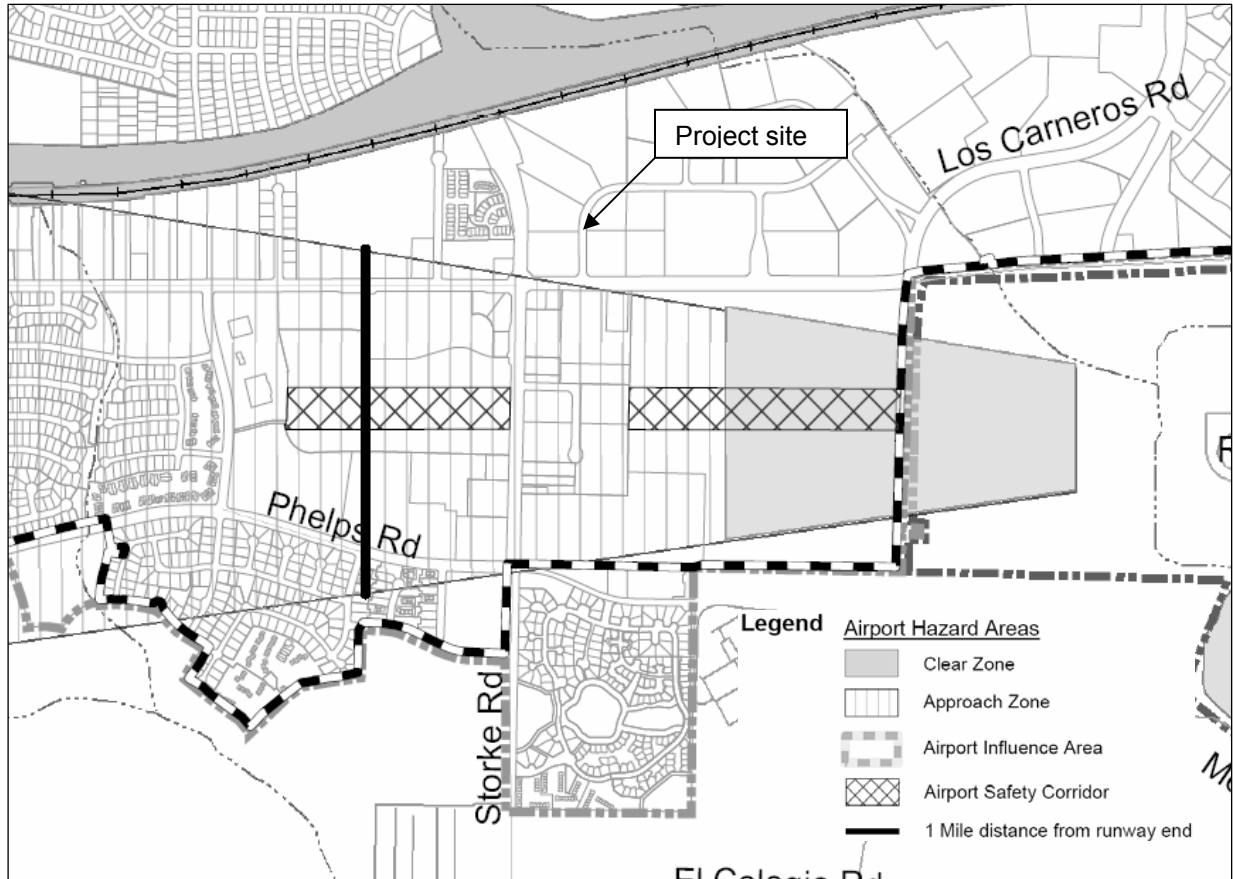 Project site
Los Carneros Rd
Phelps Rd
Storke Rd
Legend
Airport Hazard Areas
Clear Zone
Approach Zone
Airport Influence Area
Airport Safety Corridor
1 Mile distance from runway end